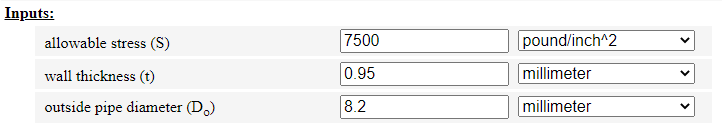 Inputs:
allowable stress (S) 7500 pound/inch^2
wall thickness (t) 0.95 millimeter
outside pipe diameter (Do) 8.2 millimeter